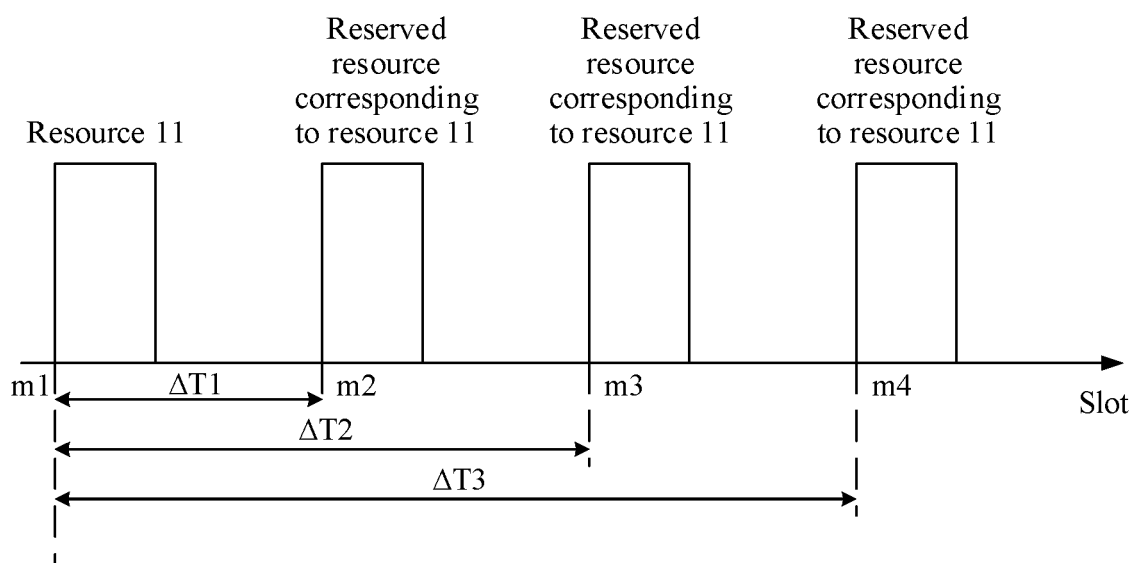 Resource 11
Reserved
resource
corresponding
to resource 11
Reserved
resource
corresponding
to resource 11
Reserved
resource
corresponding
to resource 11
m1
ΔT1
m2
m3
m4
Slot
ΔT2
ΔT3